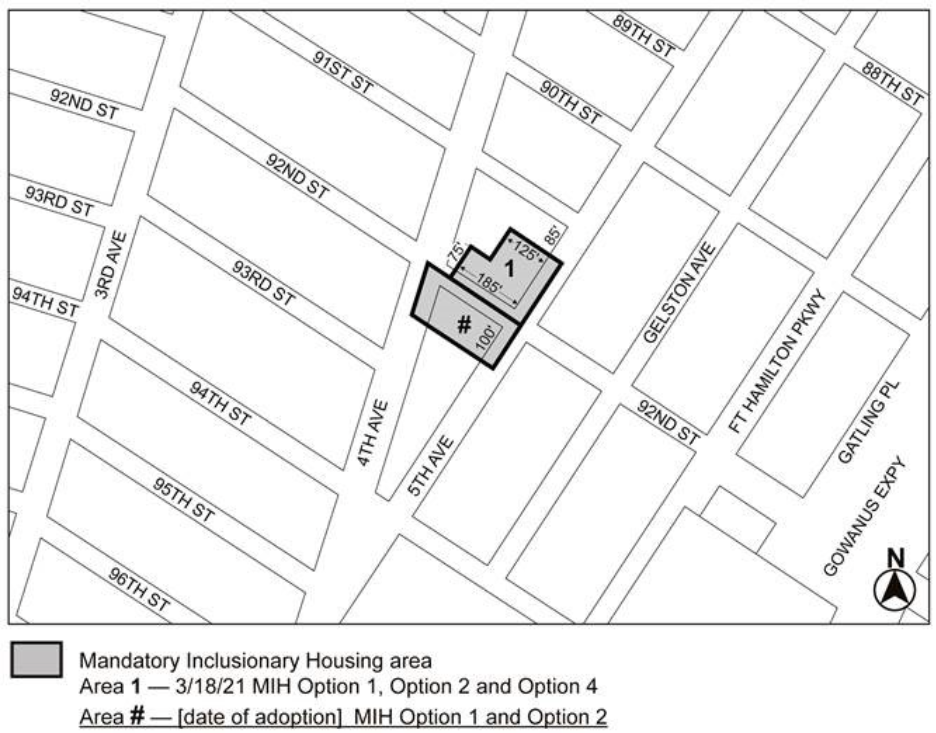 89TH ST
91ST ST
88TH ST
90TH ST
92ND ST
92ND ST
93RD ST
85'
125'
75'
1
3RD AVE
93RD ST
185'
GELSTON AVE
94TH ST
#
100'
FT HAMILTON PKWY
94TH ST
92ND ST
4TH AVE
GATLING PL
5TH AVE
95TH ST
GOWANUS EXPY
N
96TH ST
Mandatory Inclusionary Housing area
Area 1 — 3/18/21 MIH Option 1, Option 2 and Option 4
Area # — [date of adoption] MIH Option 1 and Option 2